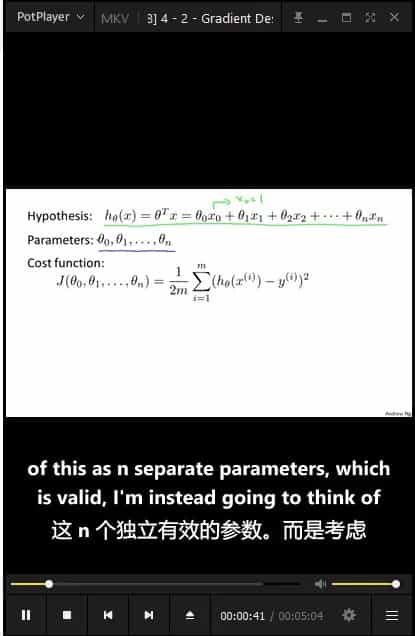 PotPlayer MKV 3] 4 - 2 - Gradient De:
x₀=1
Hypothesis: hθ(x) = θᵀx = θ₀x₀ + θ₁x₁ + θ₂x₂ + ⋯ + θₙxₙ
Parameters: θ₀, θ₁, . . . , θₙ
Cost function:
J(θ₀, θ₁, . . . , θₙ) = 1/2m ∑ᵢ₌₁ᵐ (hθ(x⁽ⁱ⁾) − y⁽ⁱ⁾)²
Andrew Ng
of this as n separate parameters, which
is valid, I'm instead going to think of
这 n 个独立有效的参数。而是考虑
00:00:41 / 00:05:04